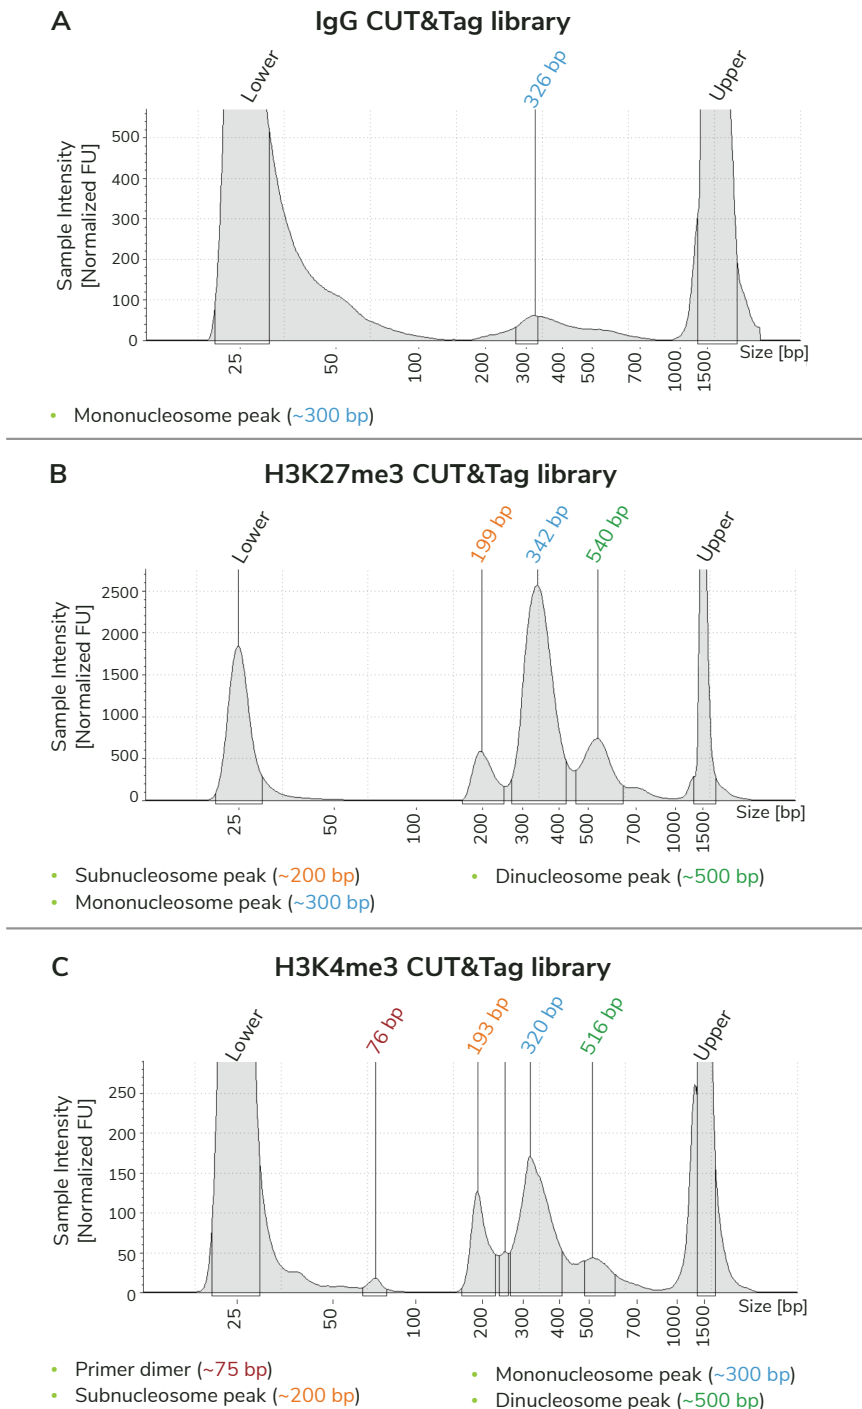 A
IgG CUT&Tag library
Lower
326 bp
Upper
Sample Intensity
[Normalized FU]
500
400
300
200
100
0
25
50
100
200
300
400
500
700
1000
1500
Size [bp]
• Mononucleosome peak (~300 bp)
B
H3K27me3 CUT&Tag library
Lower
199 bp
342 bp
540 bp
Upper
Sample Intensity
[Normalized FU]
2500
2000
1500
1000
500
0
25
50
100
200
300
400
500
700
1000
1500
Size [bp]
• Subnucleosome peak (~200 bp)
• Mononucleosome peak (~300 bp)
• Dinucleosome peak (~500 bp)
C
H3K4me3 CUT&Tag library
Lower
76 bp
193 bp
320 bp
516 bp
Upper
Sample Intensity
[Normalized FU]
250
200
150
100
50
0
25
50
100
200
300
400
500
700
1000
1500
Size [bp]
• Primer dimer (~75 bp)
• Subnucleosome peak (~200 bp)
• Mononucleosome peak (~300 bp)
• Dinucleosome peak (~500 bp)